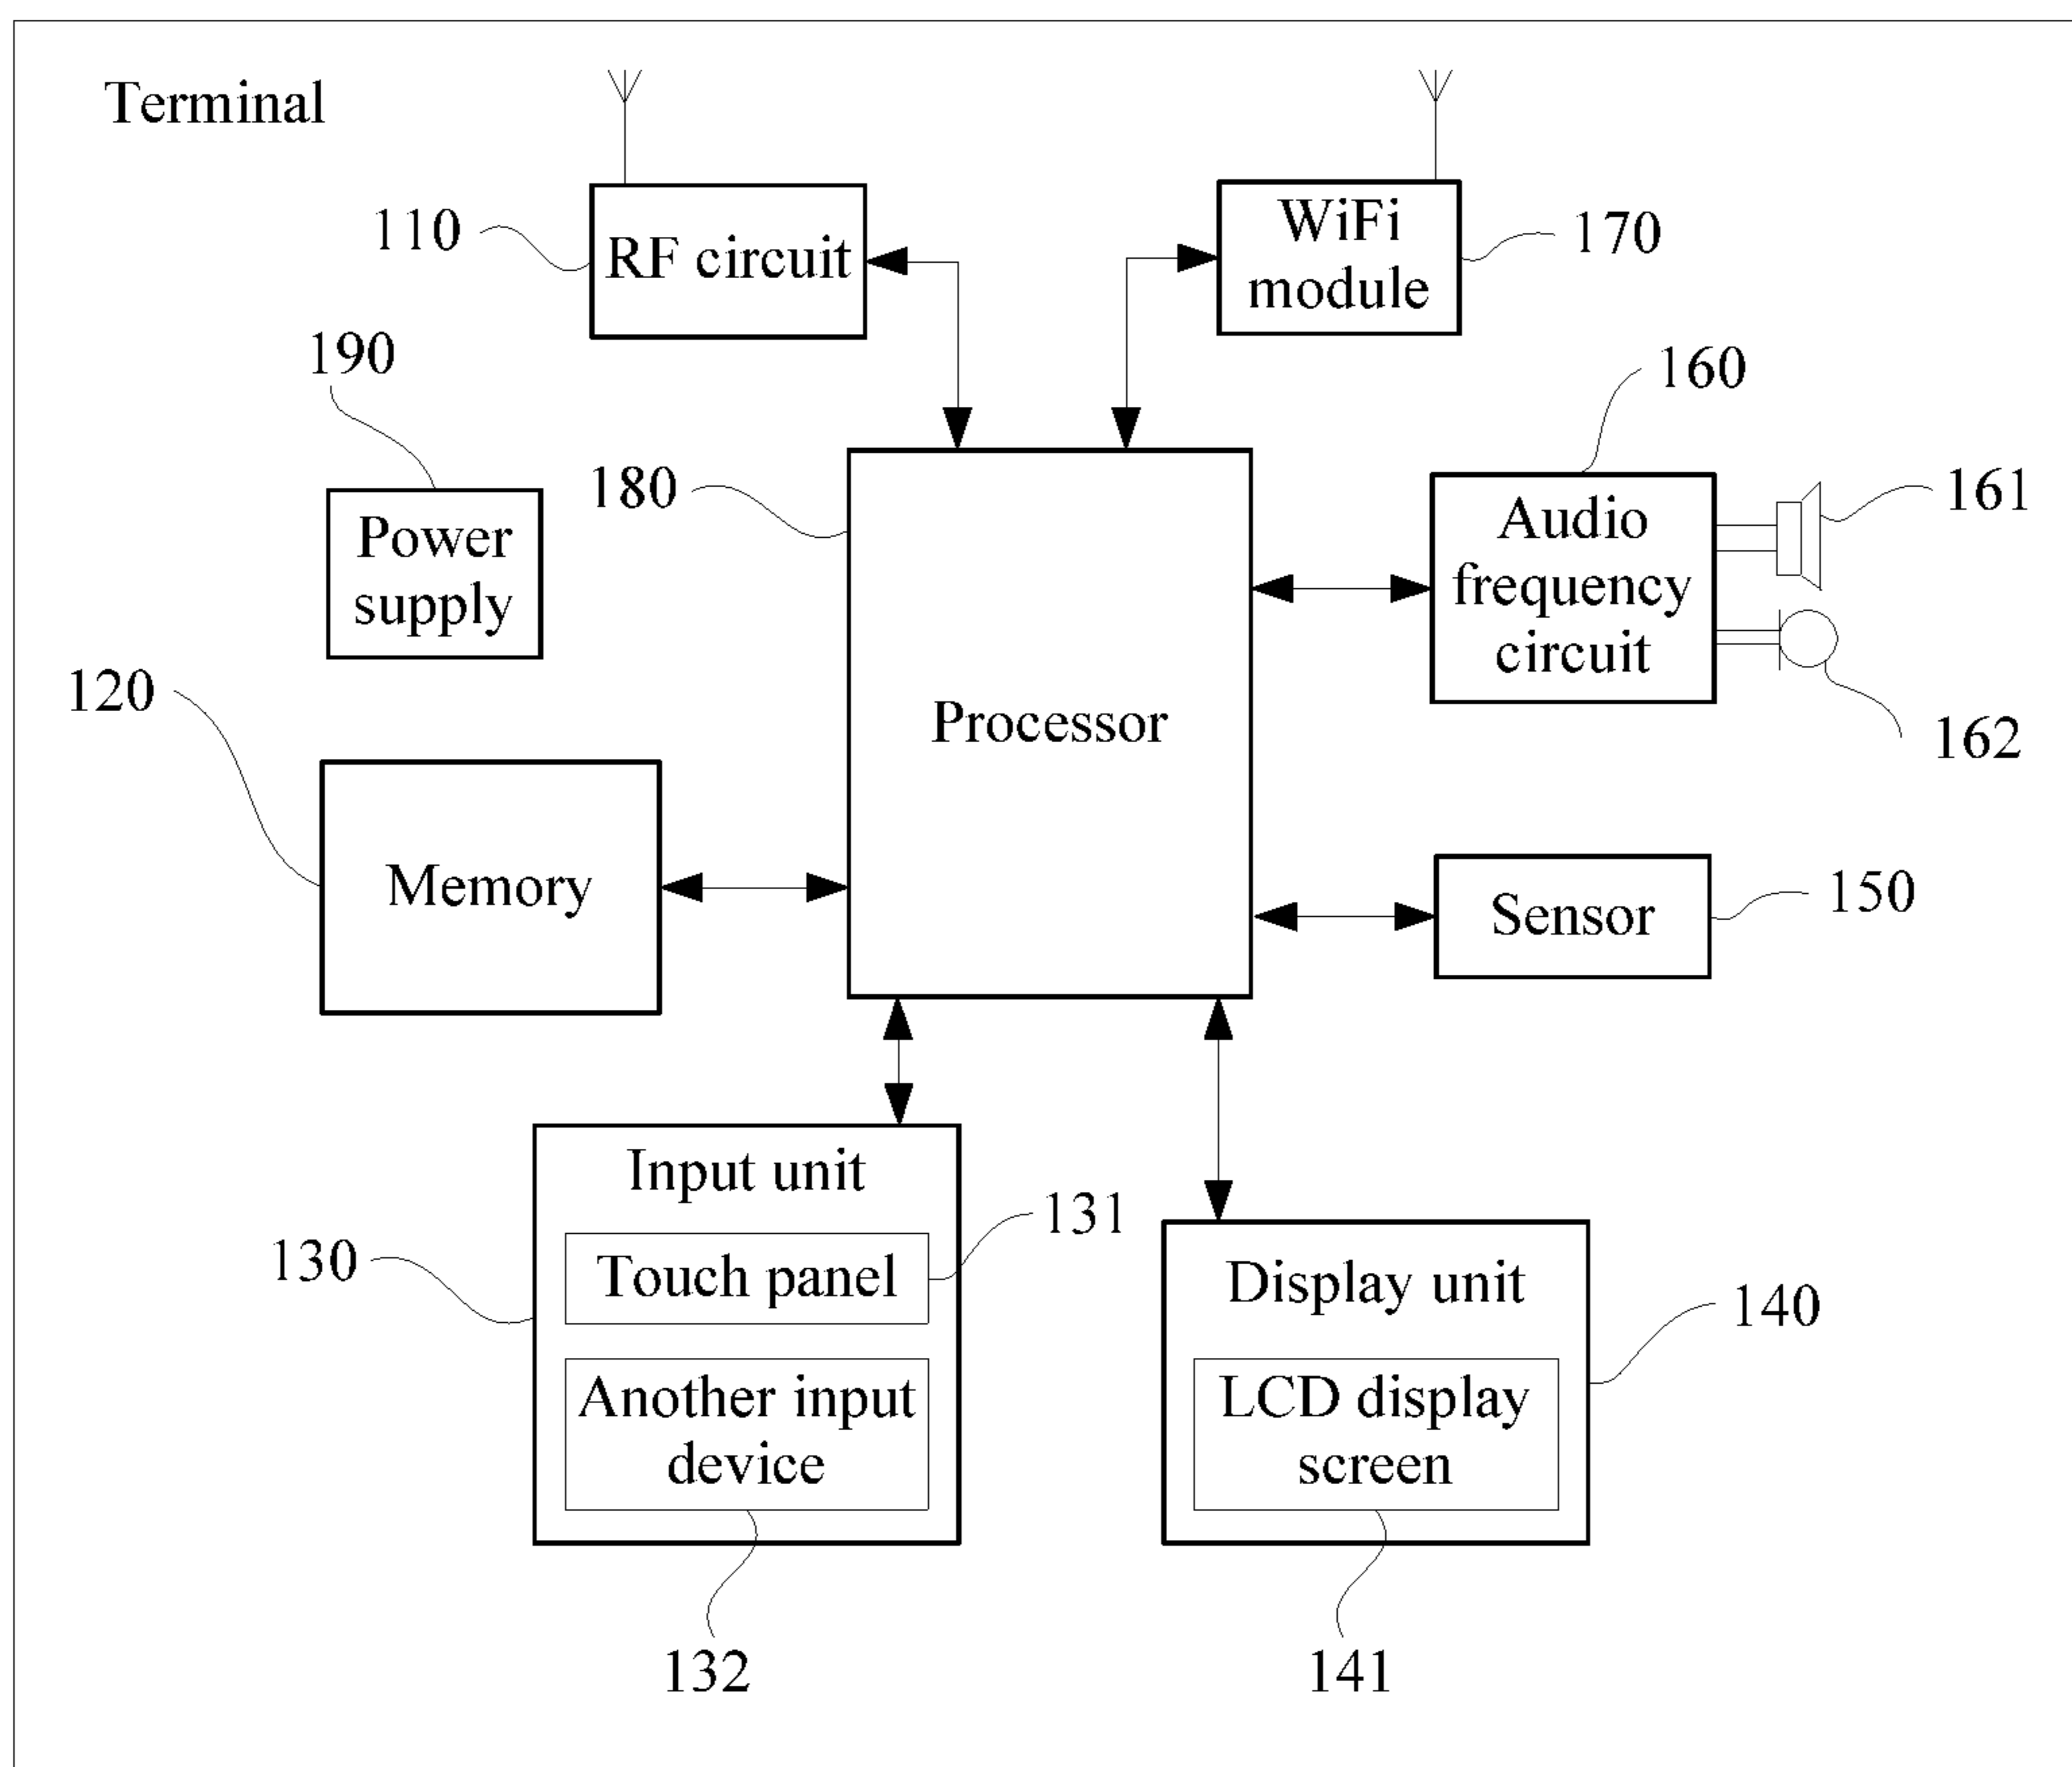 Terminal
110
RF circuit
WiFi
module
170
190
160
Power
supply
180
Audio
frequency
circuit
161
162
120
Processor
Memory
Sensor
150
Input unit
131
130
Touch panel
Another input
device
132
Display unit
140
LCD display
screen
141